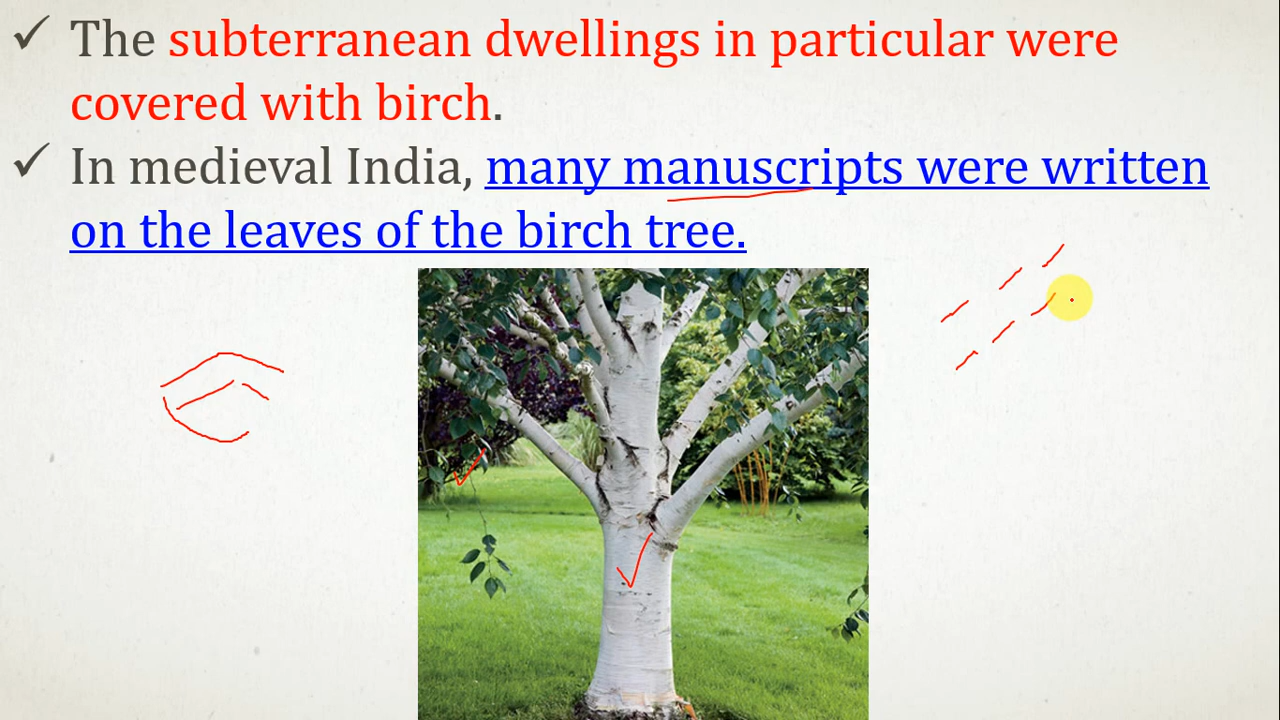 ✓ The subterranean dwellings in particular were
covered with birch.
✓ In medieval India, many manuscripts were written
on the leaves of the birch tree.